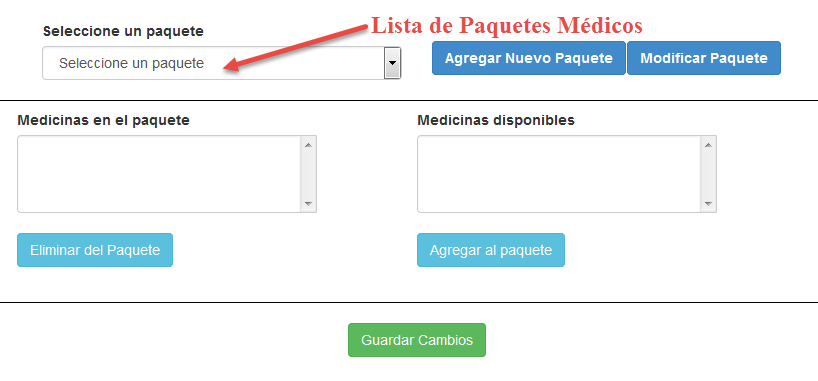 Lista de Paquetes Médicos
Seleccione un paquete
Seleccione un paquete
Agregar Nuevo Paquete
Modificar Paquete
Medicinas en el paquete
Medicinas disponibles
Eliminar del Paquete
Agregar al paquete
Guardar Cambios